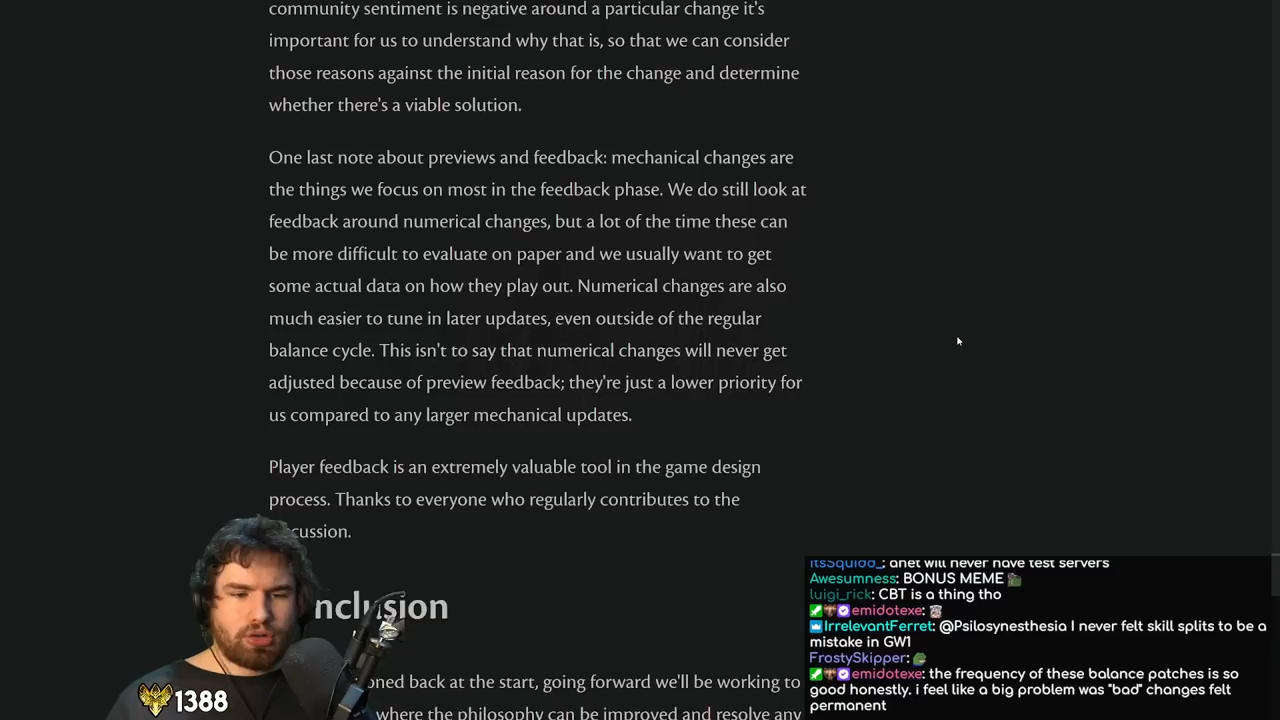 community sentiment is negative around a particular change it's
important for us to understand why that is, so that we can consider
those reasons against the initial reason for the change and determine
whether there's a viable solution.
One last note about previews and feedback: mechanical changes are
the things we focus on most in the feedback phase. We do still look at
feedback around numerical changes, but a lot of the time these can
be more difficult to evaluate on paper and we usually want to get
some actual data on how they play out. Numerical changes are also
much easier to tune in later updates, even outside of the regular
balance cycle. This isn't to say that numerical changes will never get
adjusted because of preview feedback; they're just a lower priority for
us compared to any larger mechanical updates.
Player feedback is an extremely valuable tool in the game design
process. Thanks to everyone who regularly contributes to the
cussion.
nclusion
oned back at the start, going forward we'll be working to
where the philosophy can be improved and resolve any
1388
anet will never have test servers
Awesumness: BONUS MEME
luigi_rick: CBT is a thing tho
emidotexe:
IrrelevantFerret: @Psilosynesthesia I never felt skill splits to be a
mistake in GW1
FrostySkipper:
emidotexe: the frequency of these balance patches is so
good honestly. i feel like a big problem was "bad" changes felt
permanent